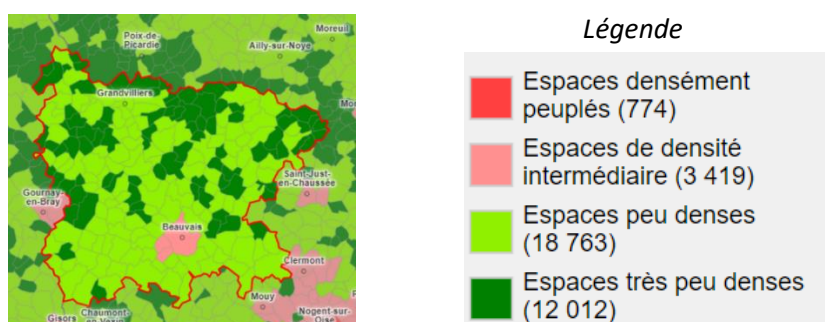 Moreuil
Poix-de-
Picardie
Ailly-sur-Noye
Grandvilliers
Saint-Just-
en-Chaussée
Gournay-
en-Bray
Beauvais
Clermont
Mouy
Nogent-sur-
Oise
Gisors
Chaumont-
en-Vexin
Légende
Espaces densément
peuplés (774)
Espaces de densité
intermédiaire (3 419)
Espaces peu denses
(18 763)
Espaces très peu denses
(12 012)